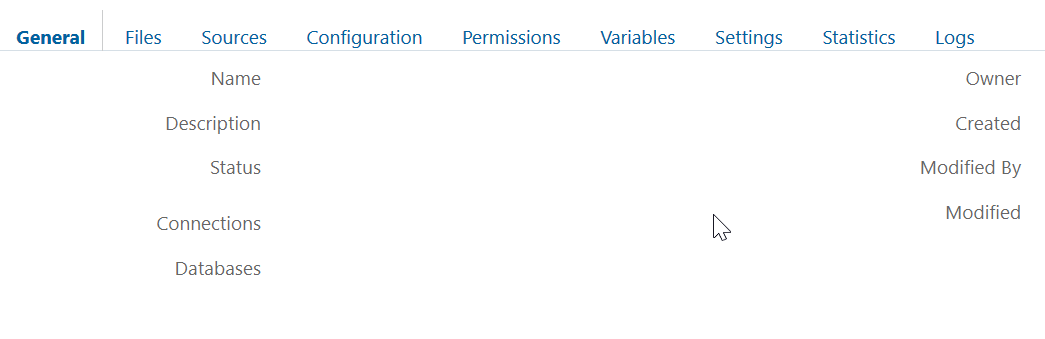 General Files Sources Configuration Permissions Variables Settings Statistics Logs
Name Owner
Description Created
Status Modified By
Modified
Connections
Databases